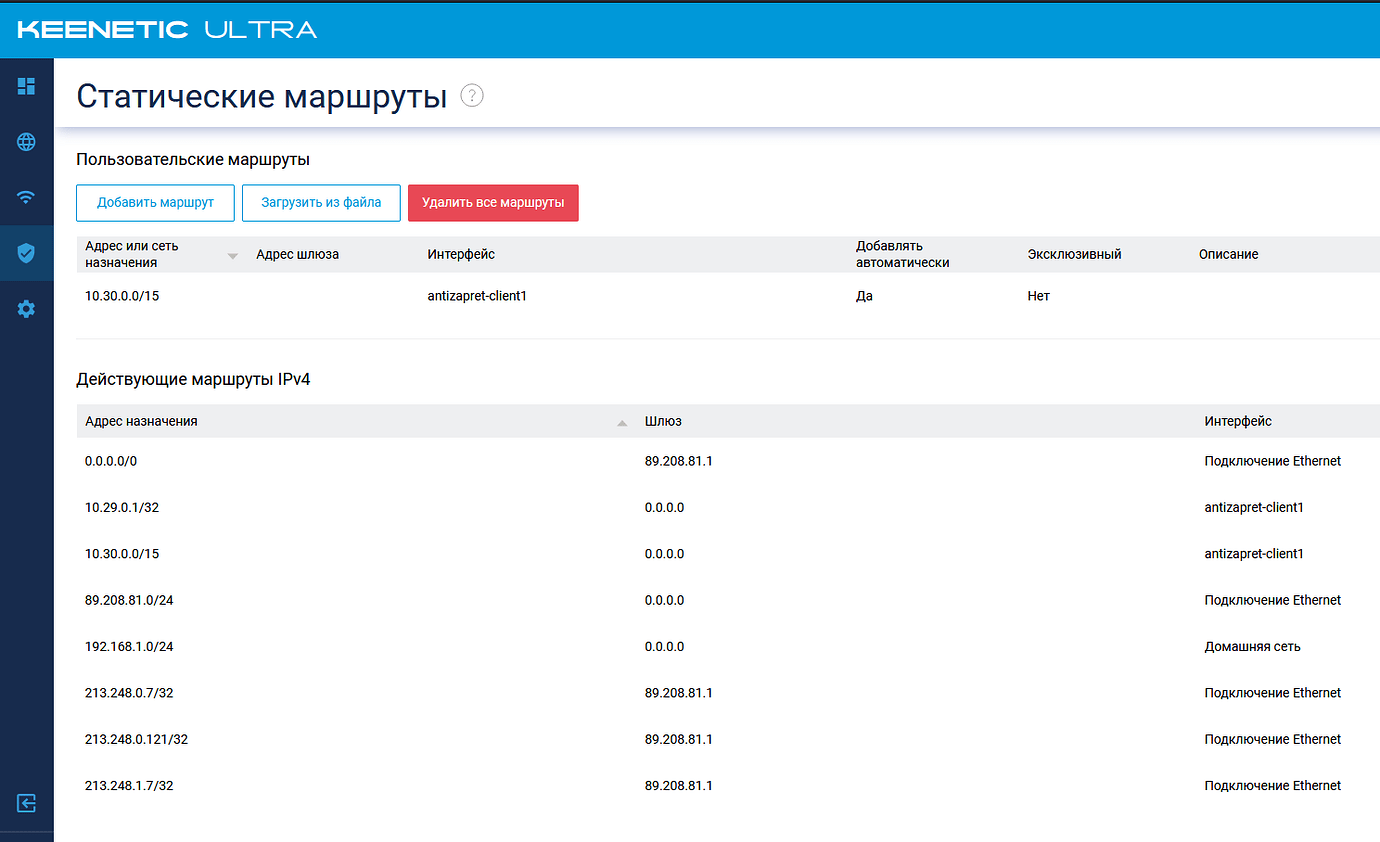 KEENETIC ULTRA
Статические маршруты ?
Пользовательские маршруты
Добавить маршрут Загрузить из файла Удалить все маршруты
Адрес или сеть назначения Адрес шлюза Интерфейс Добавлять автоматически Эксклюзивный Описание
10.30.0.0/15 antizapret-client1 Да Нет
Действующие маршруты IPv4
Адрес назначения Шлюз Интерфейс
0.0.0.0/0 89.208.81.1 Подключение Ethernet
10.29.0.1/32 0.0.0.0 antizapret-client1
10.30.0.0/15 0.0.0.0 antizapret-client1
89.208.81.0/24 0.0.0.0 Подключение Ethernet
192.168.1.0/24 0.0.0.0 Домашняя сеть
213.248.0.7/32 89.208.81.1 Подключение Ethernet
213.248.0.121/32 89.208.81.1 Подключение Ethernet
213.248.1.7/32 89.208.81.1 Подключение Ethernet